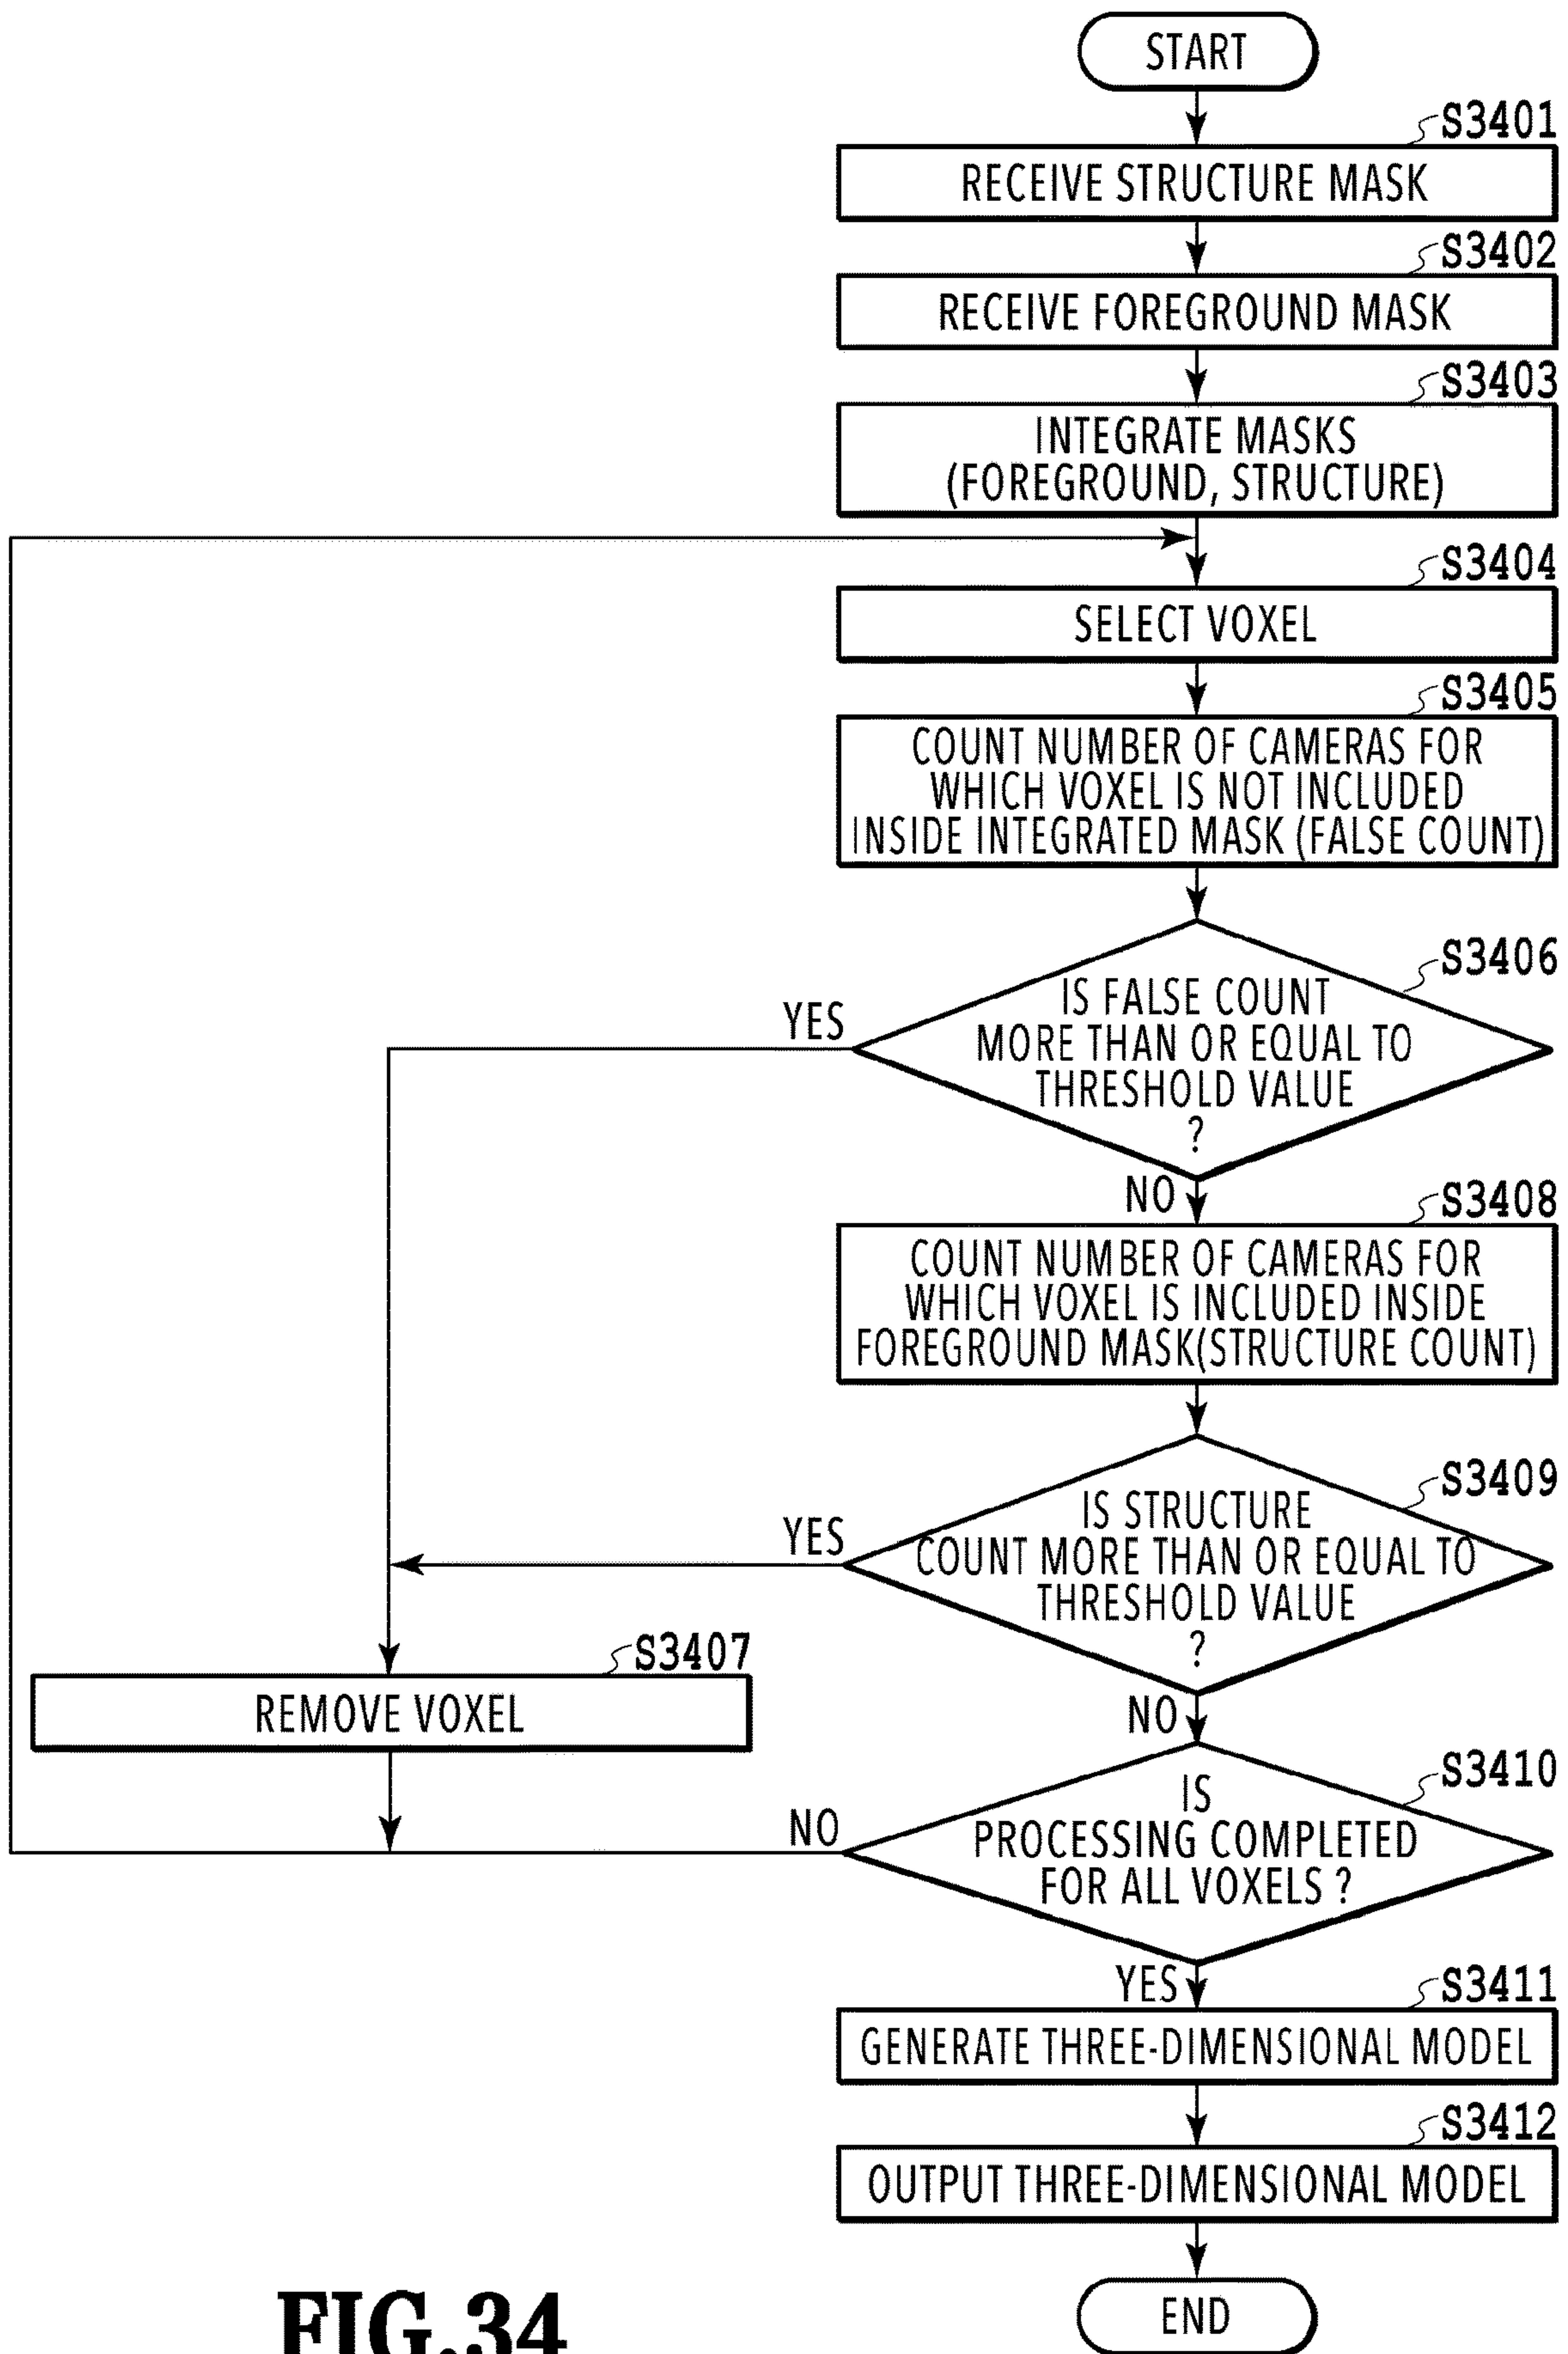 START
S3401
RECEIVE STRUCTURE MASK
S3402
RECEIVE FOREGROUND MASK
S3403
INTEGRATE MASKS
(FOREGROUND, STRUCTURE)
S3404
SELECT VOXEL
S3405
COUNT NUMBER OF CAMERAS FOR
WHICH VOXEL IS NOT INCLUDED
INSIDE INTEGRATED MASK (FALSE COUNT)
S3406
IS FALSE COUNT
MORE THAN OR EQUAL TO
THRESHOLD VALUE
?
YES
NO
S3408
COUNT NUMBER OF CAMERAS FOR
WHICH VOXEL IS INCLUDED INSIDE
FOREGROUND MASK(STRUCTURE COUNT)
S3409
IS STRUCTURE
COUNT MORE THAN OR EQUAL TO
THRESHOLD VALUE
?
YES
NO
S3407
REMOVE VOXEL
S3410
IS
PROCESSING COMPLETED
FOR ALL VOXELS ?
NO
YES
S3411
GENERATE THREE-DIMENSIONAL MODEL
S3412
OUTPUT THREE-DIMENSIONAL MODEL
END
FIG.34